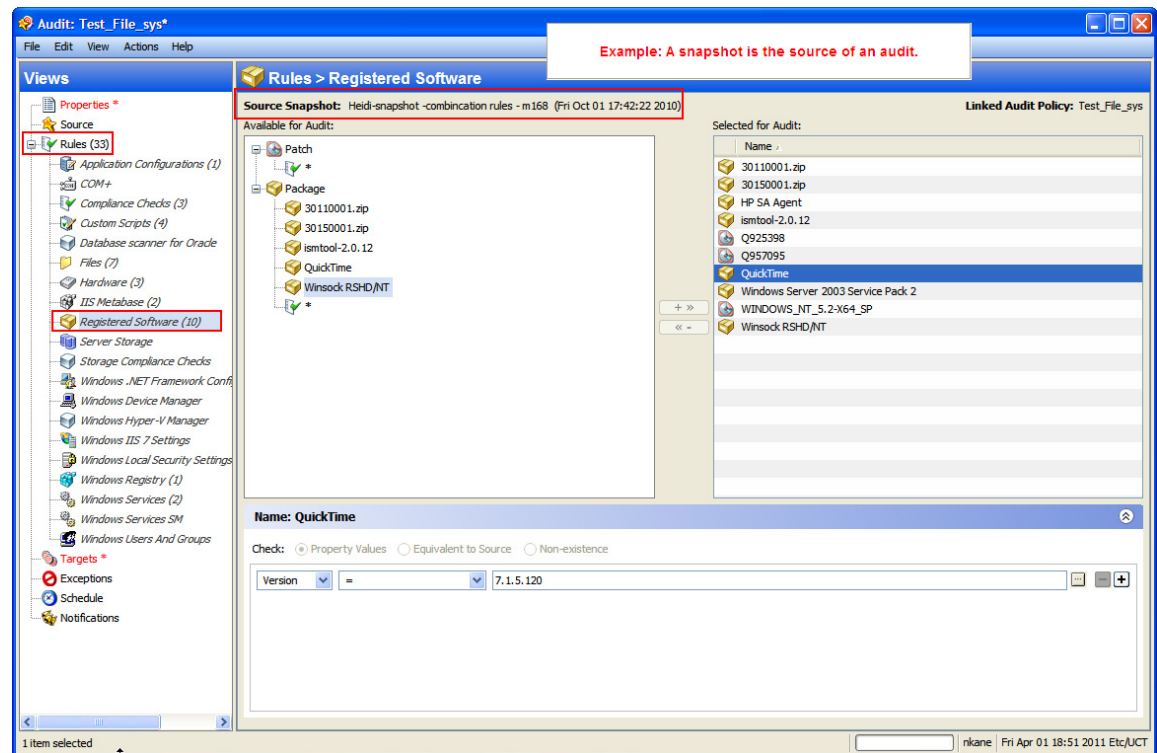 Audit: Test_File_sys*
File Edit View Actions Help
Example: A snapshot is the source of an audit.
Views
Properties *
Source
Rules (33)
Application Configurations (1)
COM+
Compliance Checks (3)
Custom Scripts (4)
Database scanner for Oracle
Files (7)
Hardware (3)
IIS Metabase (2)
Registered Software (10)
Server Storage
Storage Compliance Checks
Windows .NET Framework Confi
Windows Device Manager
Windows Hyper-V Manager
Windows IIS 7 Settings
Windows Local Security Settings
Windows Registry (1)
Windows Services (2)
Windows Services SM
Windows Users And Groups
Targets *
Exceptions
Schedule
Notifications
Rules > Registered Software
Source Snapshot: Heidi-snapshot -combincation rules - m168 (Fri Oct 01 17:42:22 2010)
Linked Audit Policy: Test_File_sys
Available for Audit:
Patch
*
Package
30110001.zip
30150001.zip
ismtool-2.0.12
QuickTime
Winsock RSHD/NT
*
+ »
« -
Selected for Audit:
Name
30110001.zip
30150001.zip
HP SA Agent
ismtool-2.0.12
Q925398
Q957095
QuickTime
Windows Server 2003 Service Pack 2
WINDOWS_NT_5.2-X64_SP
Winsock RSHD/NT
Name: QuickTime
Check: Property Values Equivalent to Source Non-existence
Version = 7.1.5.120 ...
1 item selected
nkane Fri Apr 01 18:51 2011 Etc/UCT